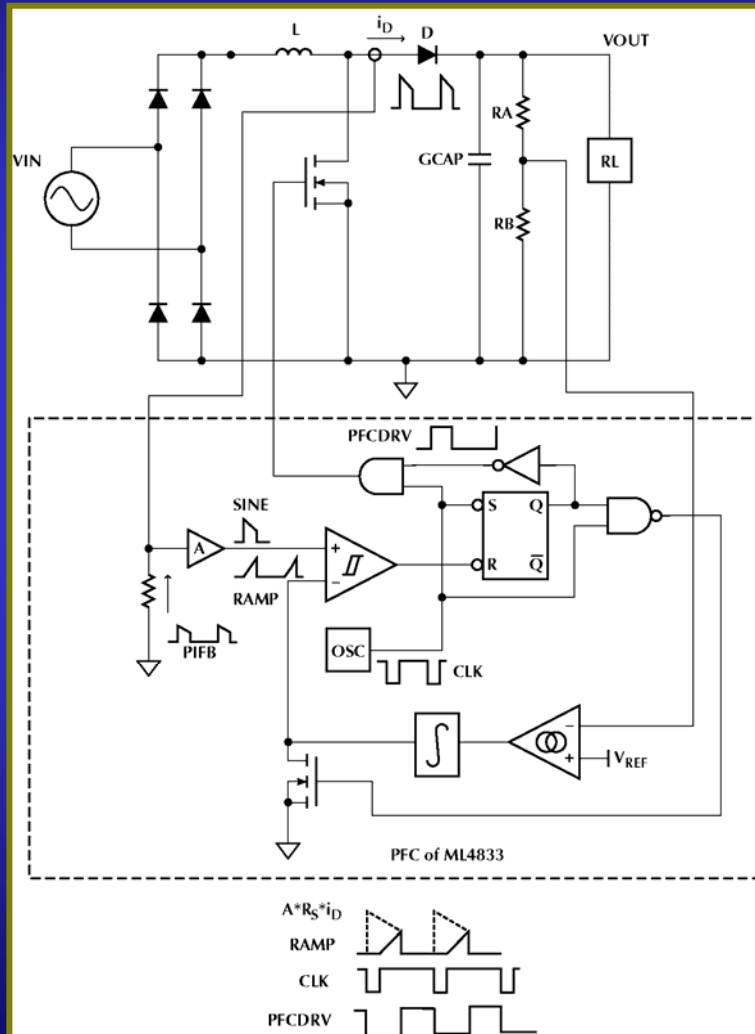 L
iD
D
VOUT
VIN
RA
GCAP
RL
RB
PFCDRV
SINE
S
Q
A
+
−
R
Q̅
RAMP
PIFB
OSC
CLK
−
+
VREF
PFC of ML4833
A*RS*iD
RAMP
CLK
PFCDRV